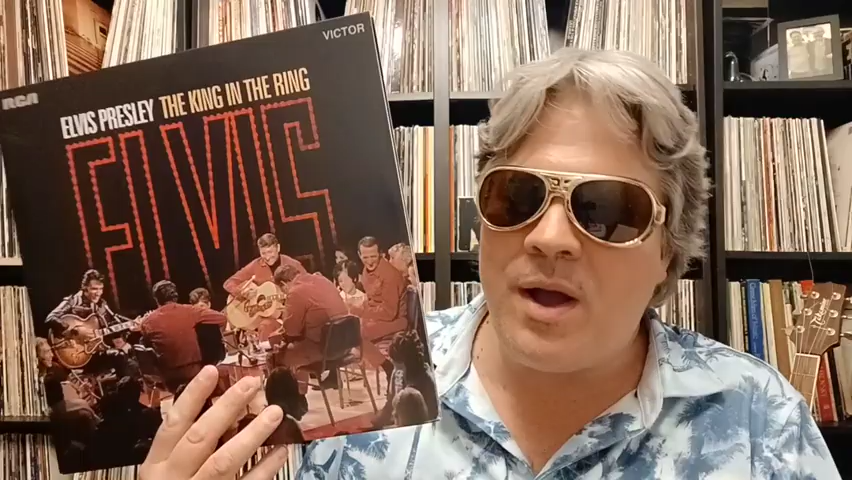 VICTOR
RCA
ELVIS PRESLEY THE KING IN THE RING
ELVIS